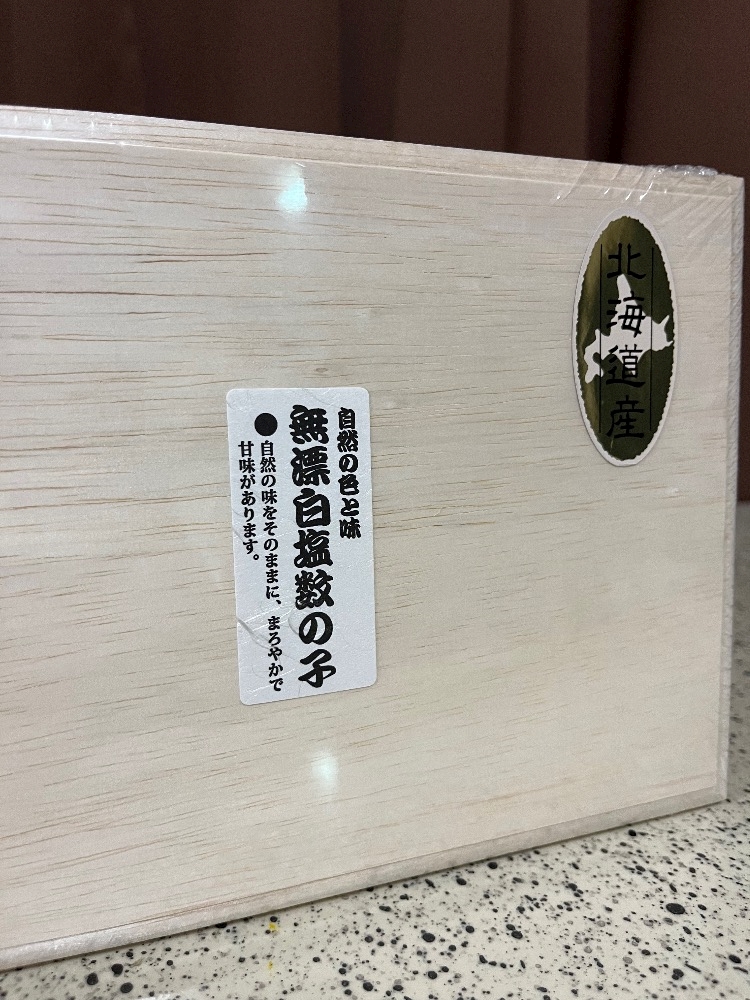 北海道産
自然の色と味
無漂白塩数の子
●自然の味をそのままに、まろやかで
甘味があります。